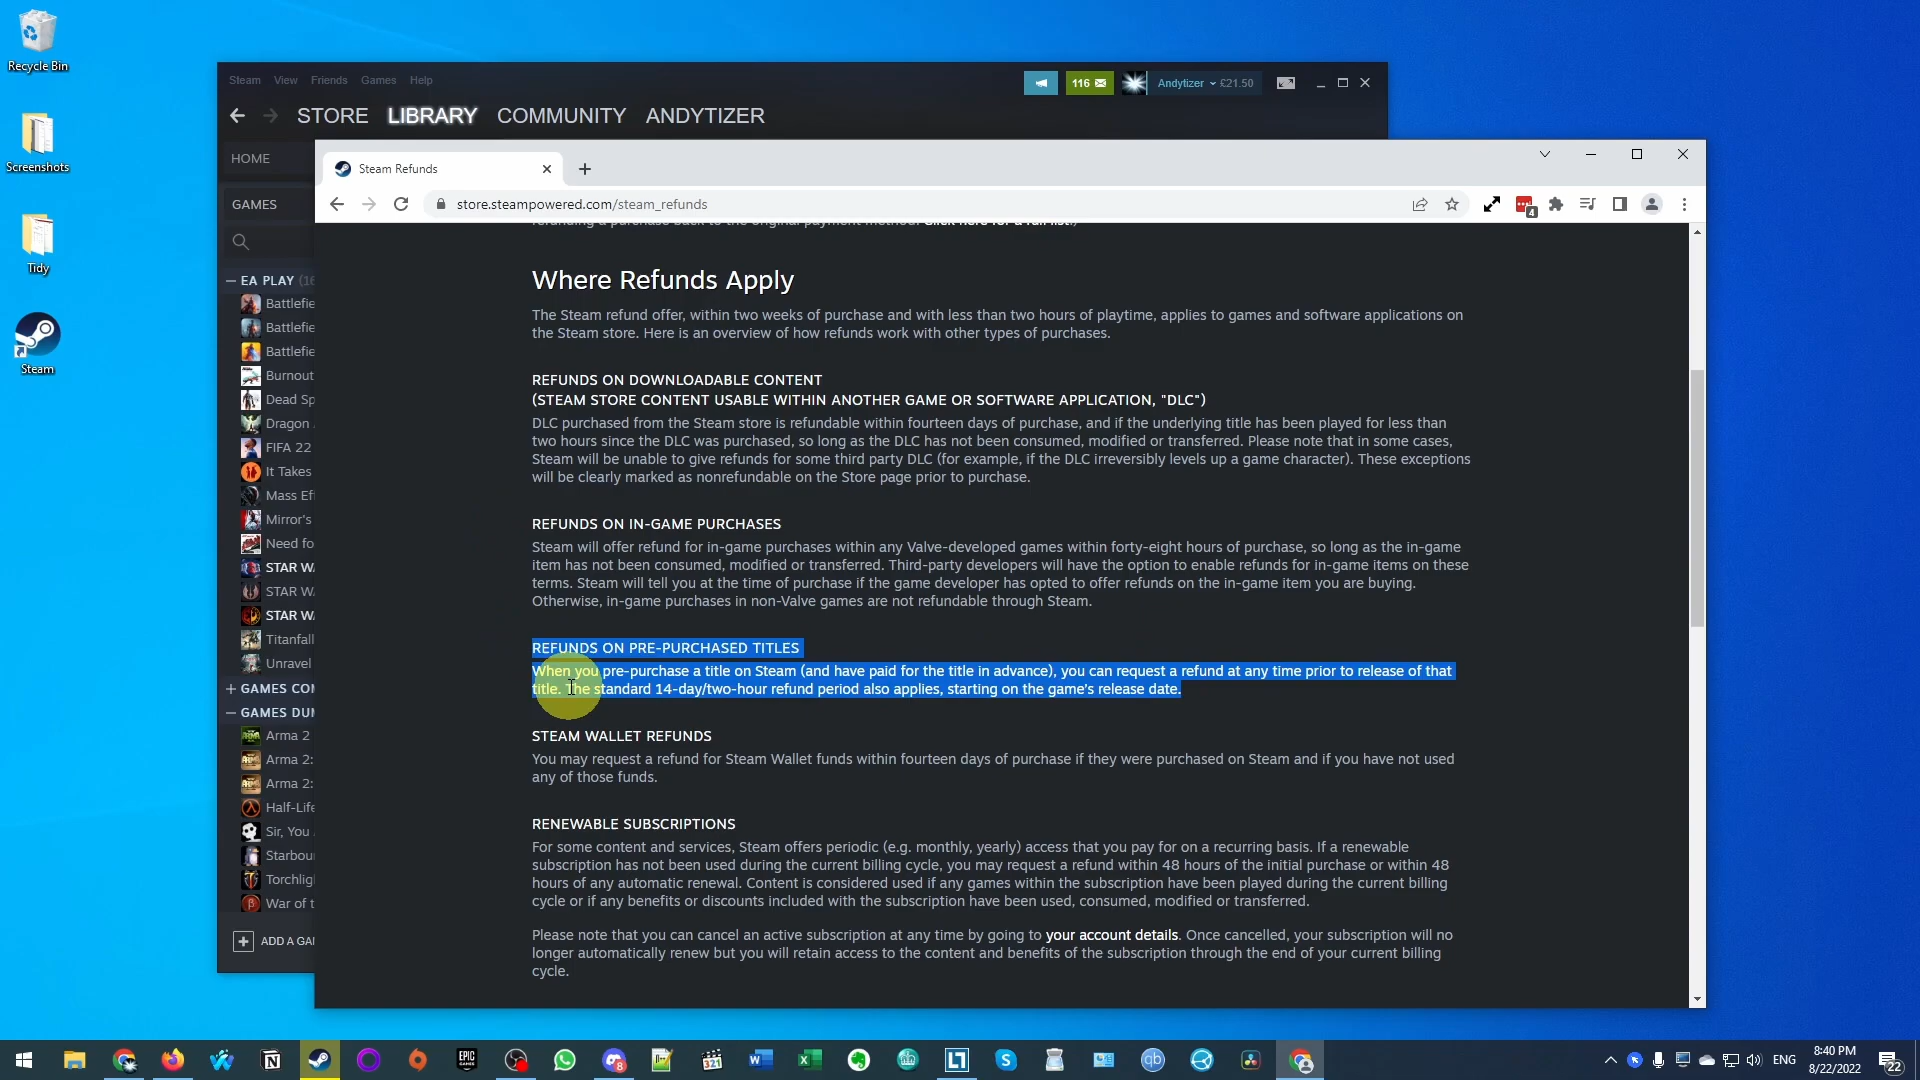 Recycle Bin
Screenshots
Tidy
Steam
Steam View Friends Games Help
116
Andytizer £21.50
STORE LIBRARY COMMUNITY ANDYTIZER
HOME
GAMES
EA PLAY
Battlefie
Battlefie
Battlefie
Burnout
Dead Sp
Dragon
FIFA 22
It Takes
Mass Ef
Mirror's
Need fo
STAR W
STAR W
STAR W
Titanfall
Unravel
GAMES CO
GAMES DU
Arma 2
Arma 2:
Arma 2:
Half-Life
Sir, You
Starbou
Torchlig
War of t
ADD A GA
Steam Refunds
store.steampowered.com/steam_refunds
4
refunding a purchase back to the original payment method. Click here for a full list.)
Where Refunds Apply
The Steam refund offer, within two weeks of purchase and with less than two hours of playtime, applies to games and software applications on
the Steam store. Here is an overview of how refunds work with other types of purchases.
REFUNDS ON DOWNLOADABLE CONTENT
(STEAM STORE CONTENT USABLE WITHIN ANOTHER GAME OR SOFTWARE APPLICATION, "DLC")
DLC purchased from the Steam store is refundable within fourteen days of purchase, and if the underlying title has been played for less than
two hours since the DLC was purchased, so long as the DLC has not been consumed, modified or transferred. Please note that in some cases,
Steam will be unable to give refunds for some third party DLC (for example, if the DLC irreversibly levels up a game character). These exceptions
will be clearly marked as nonrefundable on the Store page prior to purchase.
REFUNDS ON IN-GAME PURCHASES
Steam will offer refund for in-game purchases within any Valve-developed games within forty-eight hours of purchase, so long as the in-game
item has not been consumed, modified or transferred. Third-party developers will have the option to enable refunds for in-game items on these
terms. Steam will tell you at the time of purchase if the game developer has opted to offer refunds on the in-game item you are buying.
Otherwise, in-game purchases in non-Valve games are not refundable through Steam.
REFUNDS ON PRE-PURCHASED TITLES
When you pre-purchase a title on Steam (and have paid for the title in advance), you can request a refund at any time prior to release of that
title. The standard 14-day/two-hour refund period also applies, starting on the game's release date.
STEAM WALLET REFUNDS
You may request a refund for Steam Wallet funds within fourteen days of purchase if they were purchased on Steam and if you have not used
any of those funds.
RENEWABLE SUBSCRIPTIONS
For some content and services, Steam offers periodic (e.g. monthly, yearly) access that you pay for on a recurring basis. If a renewable
subscription has not been used during the current billing cycle, you may request a refund within 48 hours of the initial purchase or within 48
hours of any automatic renewal. Content is considered used if any games within the subscription have been played during the current billing
cycle or if any benefits or discounts included with the subscription have been used, consumed, modified or transferred.
Please note that you can cancel an active subscription at any time by going to your account details. Once cancelled, your subscription will no
longer automatically renew but you will retain access to the content and benefits of the subscription through the end of your current billing
cycle.
EPIC GAMES
8
321
ENG
8:40 PM
8/22/2022
22